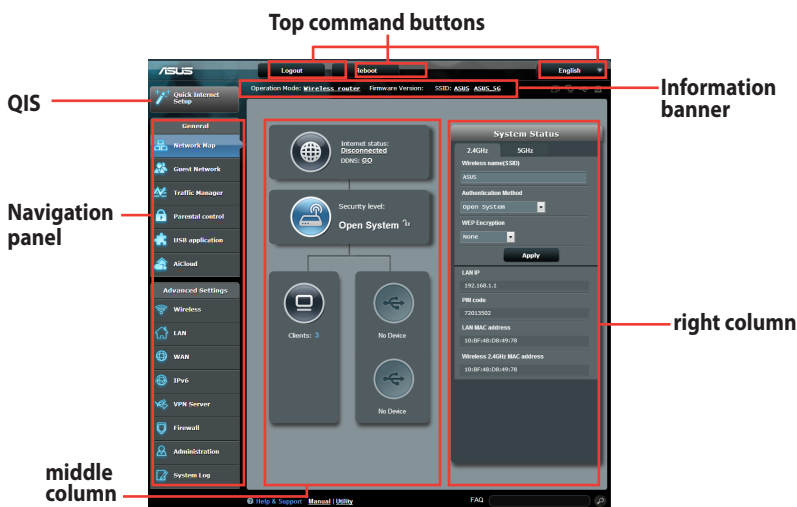 Top command buttons
ASUS
Logout
Reboot
English
Operation Mode: Wireless router Firmware Version: SSID: ASUS ASUS_5G
Information
banner
QIS
Quick Internet
Setup
General
Network Map
Guest Network
Traffic Manager
Parental control
USB application
AiCloud
Navigation
panel
Advanced Settings
Wireless
LAN
WAN
IPv6
VPN Server
Firewall
Administration
System Log
Internet status:
Disconnected
DDNS: GO
Security level:
Open System
Clients: 3
No Device
No Device
System Status
2.4GHz 5GHz
Wireless name(SSID)
ASUS
Authentication Method
Open System
WEP Encryption
None
Apply
LAN IP
192.168.1.1
PIN code
72013502
LAN MAC address
10:BF:48:D8:49:78
Wireless 2.4GHz MAC address
10:BF:48:D8:49:78
right column
middle
column
Help & Support Manual | Utility
FAQ